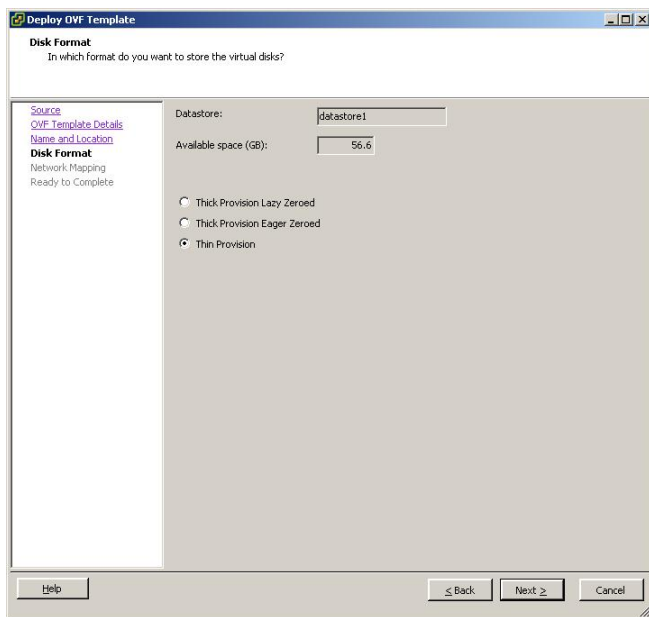 Deploy OVF Template
Disk Format
In which format do you want to store the virtual disks?
Source
OVF Template Details
Name and Location
Disk Format
Network Mapping
Ready to Complete
Datastore:
datastore1
Available space (GB):
56.6
Thick Provision Lazy Zeroed
Thick Provision Eager Zeroed
Thin Provision
Help
< Back
Next >
Cancel